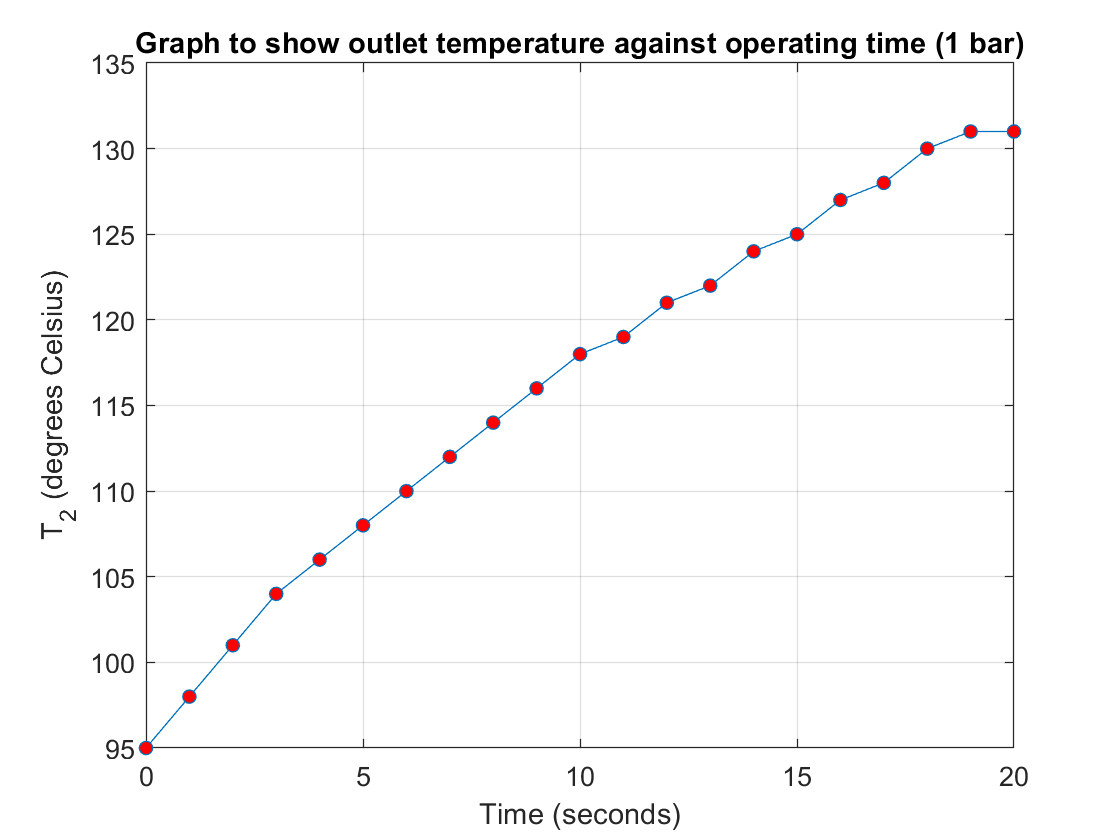 Graph to show outlet temperature against operating time (1 bar)
135
130
125
120
115
110
105
100
95
T2 (degrees Celsius)
0 5 10 15 20
Time (seconds)